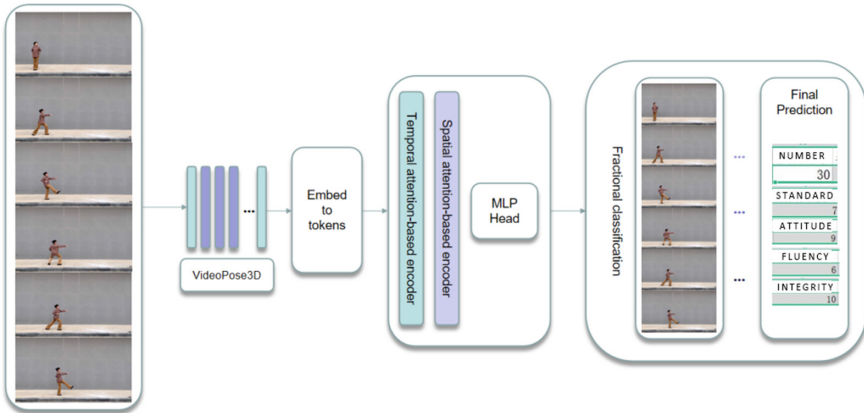 VideoPose3D
Embed
to
tokens
Temporal attention-based encoder
Spatial attention-based encoder
MLP
Head
Fractional classification
...
...
...
...
Final
Prediction
NUMBER
30
STANDARD
7
ATTITUDE
9
FLUENCY
6
INTEGRITY
10